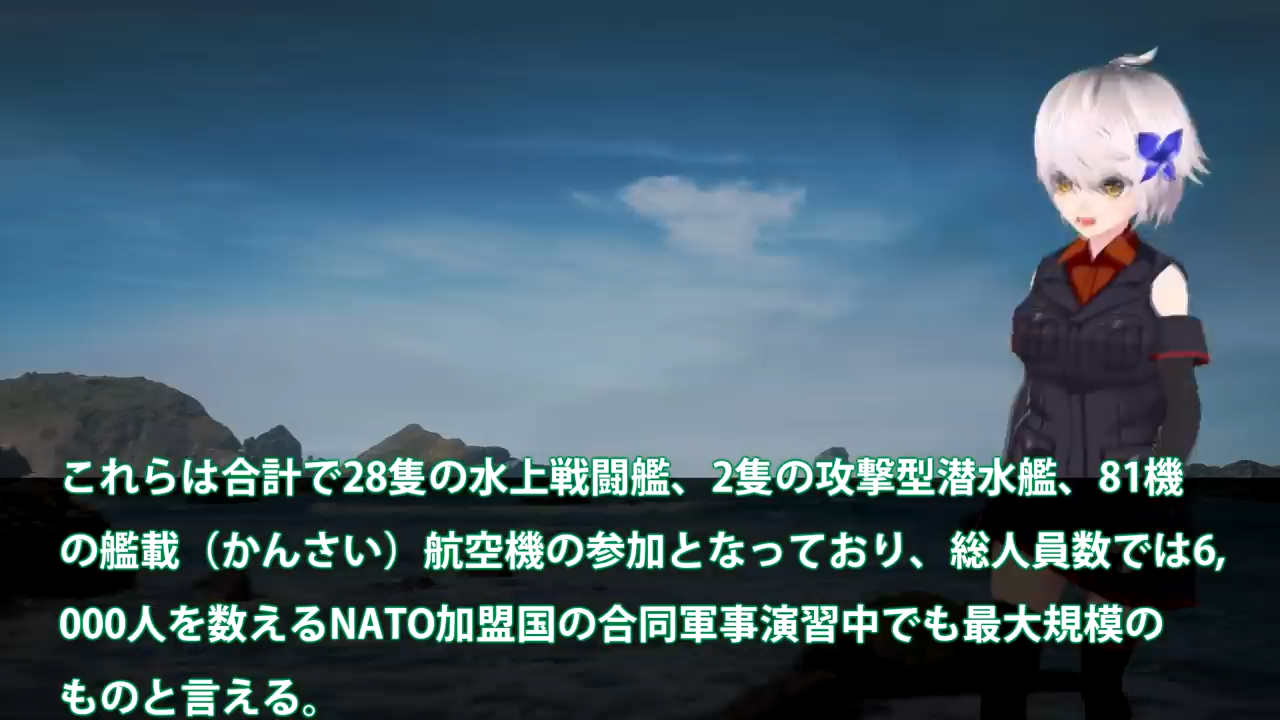 これらは合計で28隻の水上戦闘艦、2隻の攻撃型潜水艦、81機
の艦載（かんさい）航空機の参加となっており、総人員数では6,
000人を数えるNATO加盟国の合同軍事演習中でも最大規模の
ものと言える。